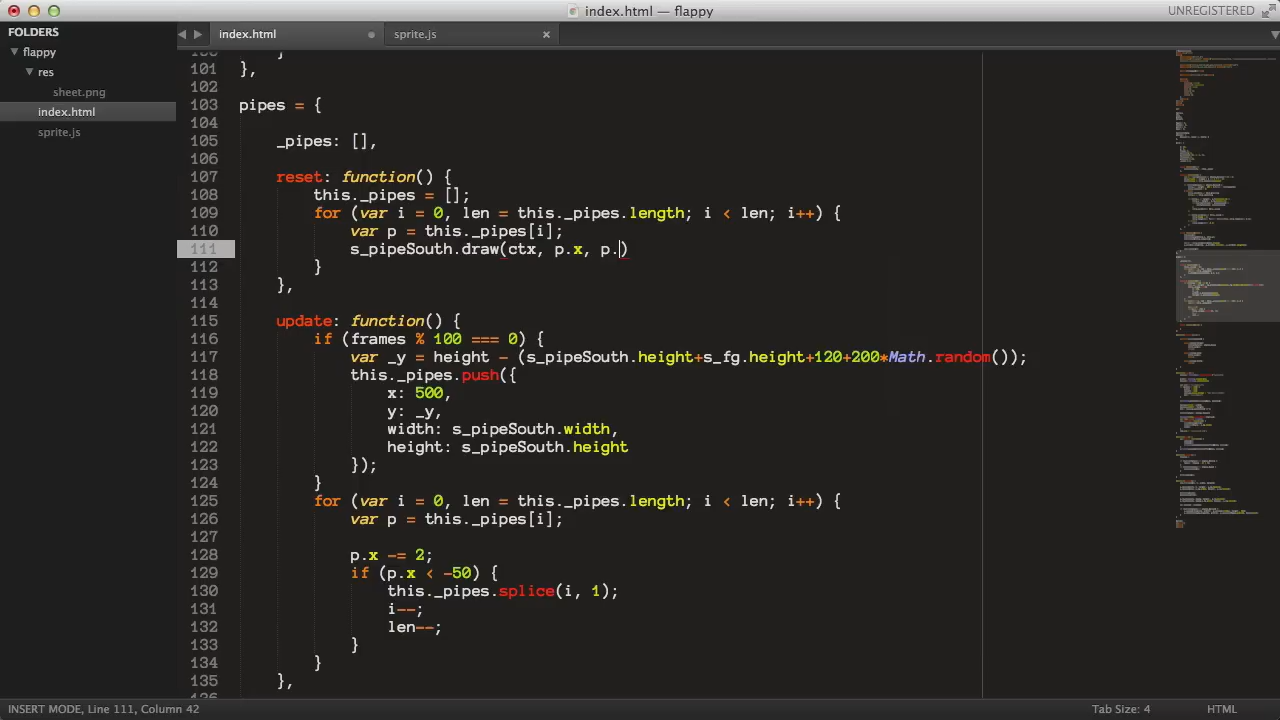 index.html — flappy
UNREGISTERED
FOLDERS
flappy
res
sheet.png
index.html
sprite.js
index.html
sprite.js
101 },
102
103 pipes = {
104
105 _pipes: [],
106
107 reset: function() {
108 this._pipes = [];
109 for (var i = 0, len = this._pipes.length; i < len; i++) {
110 var p = this._pipes[i];
111 s_pipeSouth.draw(ctx, p.x, p.)
112 }
113 },
114
115 update: function() {
116 if (frames % 100 === 0) {
117 var _y = height - (s_pipeSouth.height+s_fg.height+120+200*Math.random());
118 this._pipes.push({
119 x: 500,
120 y: _y,
121 width: s_pipeSouth.width,
122 height: s_pipeSouth.height
123 });
124 }
125 for (var i = 0, len = this._pipes.length; i < len; i++) {
126 var p = this._pipes[i];
127
128 p.x -= 2;
129 if (p.x < -50) {
130 this._pipes.splice(i, 1);
131 i--;
132 len--;
133 }
134 }
135 },
INSERT MODE, Line 111, Column 42
Tab Size: 4
HTML